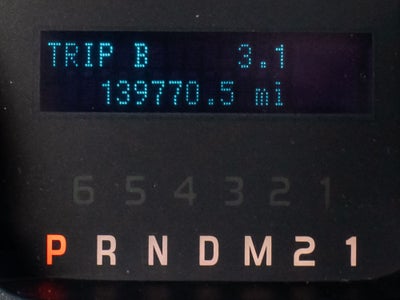 TRIP B 3.1
139770.5 mi
6 5 4 3 2 1
P R N D M 2 1